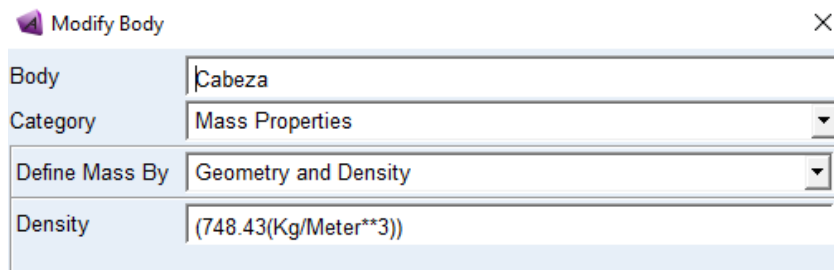 Modify Body
Body Cabeza
Category Mass Properties
Define Mass By Geometry and Density
Density (748.43(Kg/Meter**3))